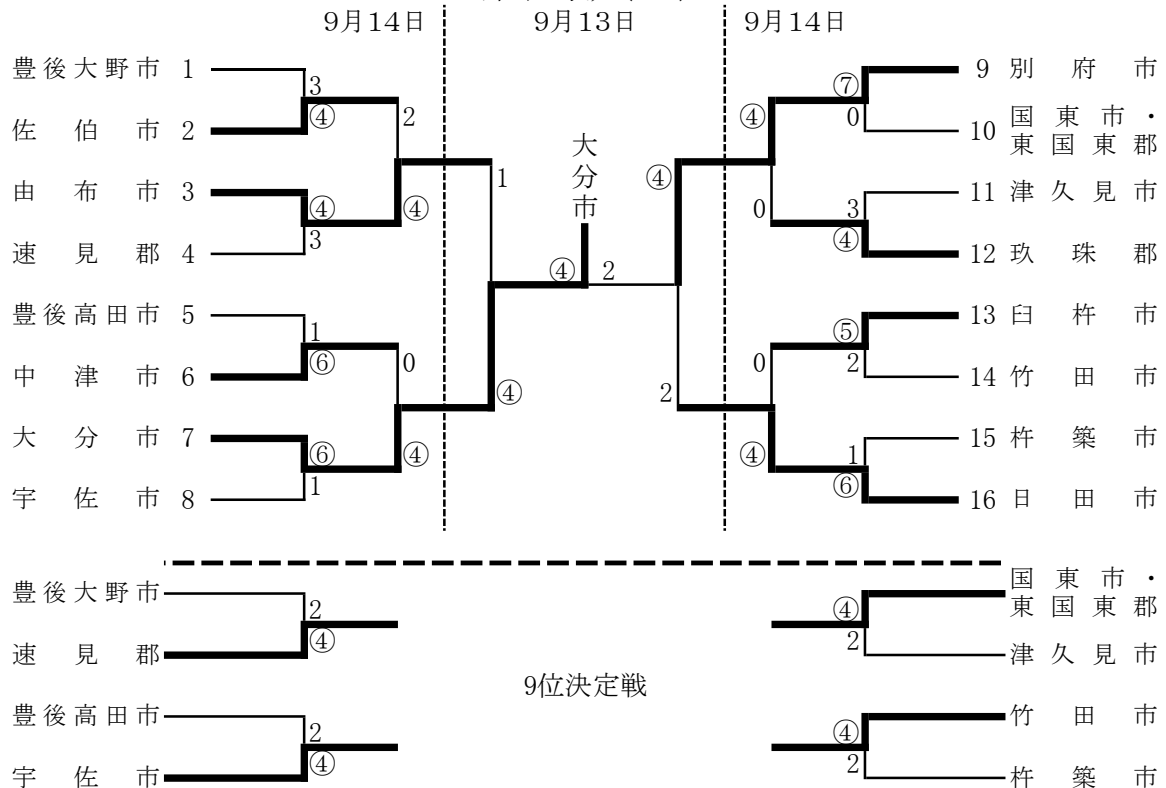 9月14日 9月13日 9月14日
豊後大野市 1
3
④
佐伯市 2
2
由布市 3
④
3
④
速見郡 4
1
豊後高田市 5
1
⑥
中津市 6
0
大分市 7
⑥
1
④
宇佐市 8
④
大分市
④ 2
9 別府市
⑦
0
10 国東市・
東国東郡
④
11 津久見市
3
④
0
12 玖珠郡
④
13 臼杵市
⑤
2
14 竹田市
0
15 杵築市
1
⑥
④
16 日田市
2
豊後大野市
2
④
速見郡
豊後高田市
2
④
宇佐市
9位決定戦
国東市・
東国東郡
④
2
津久見市
竹田市
④
2
杵築市